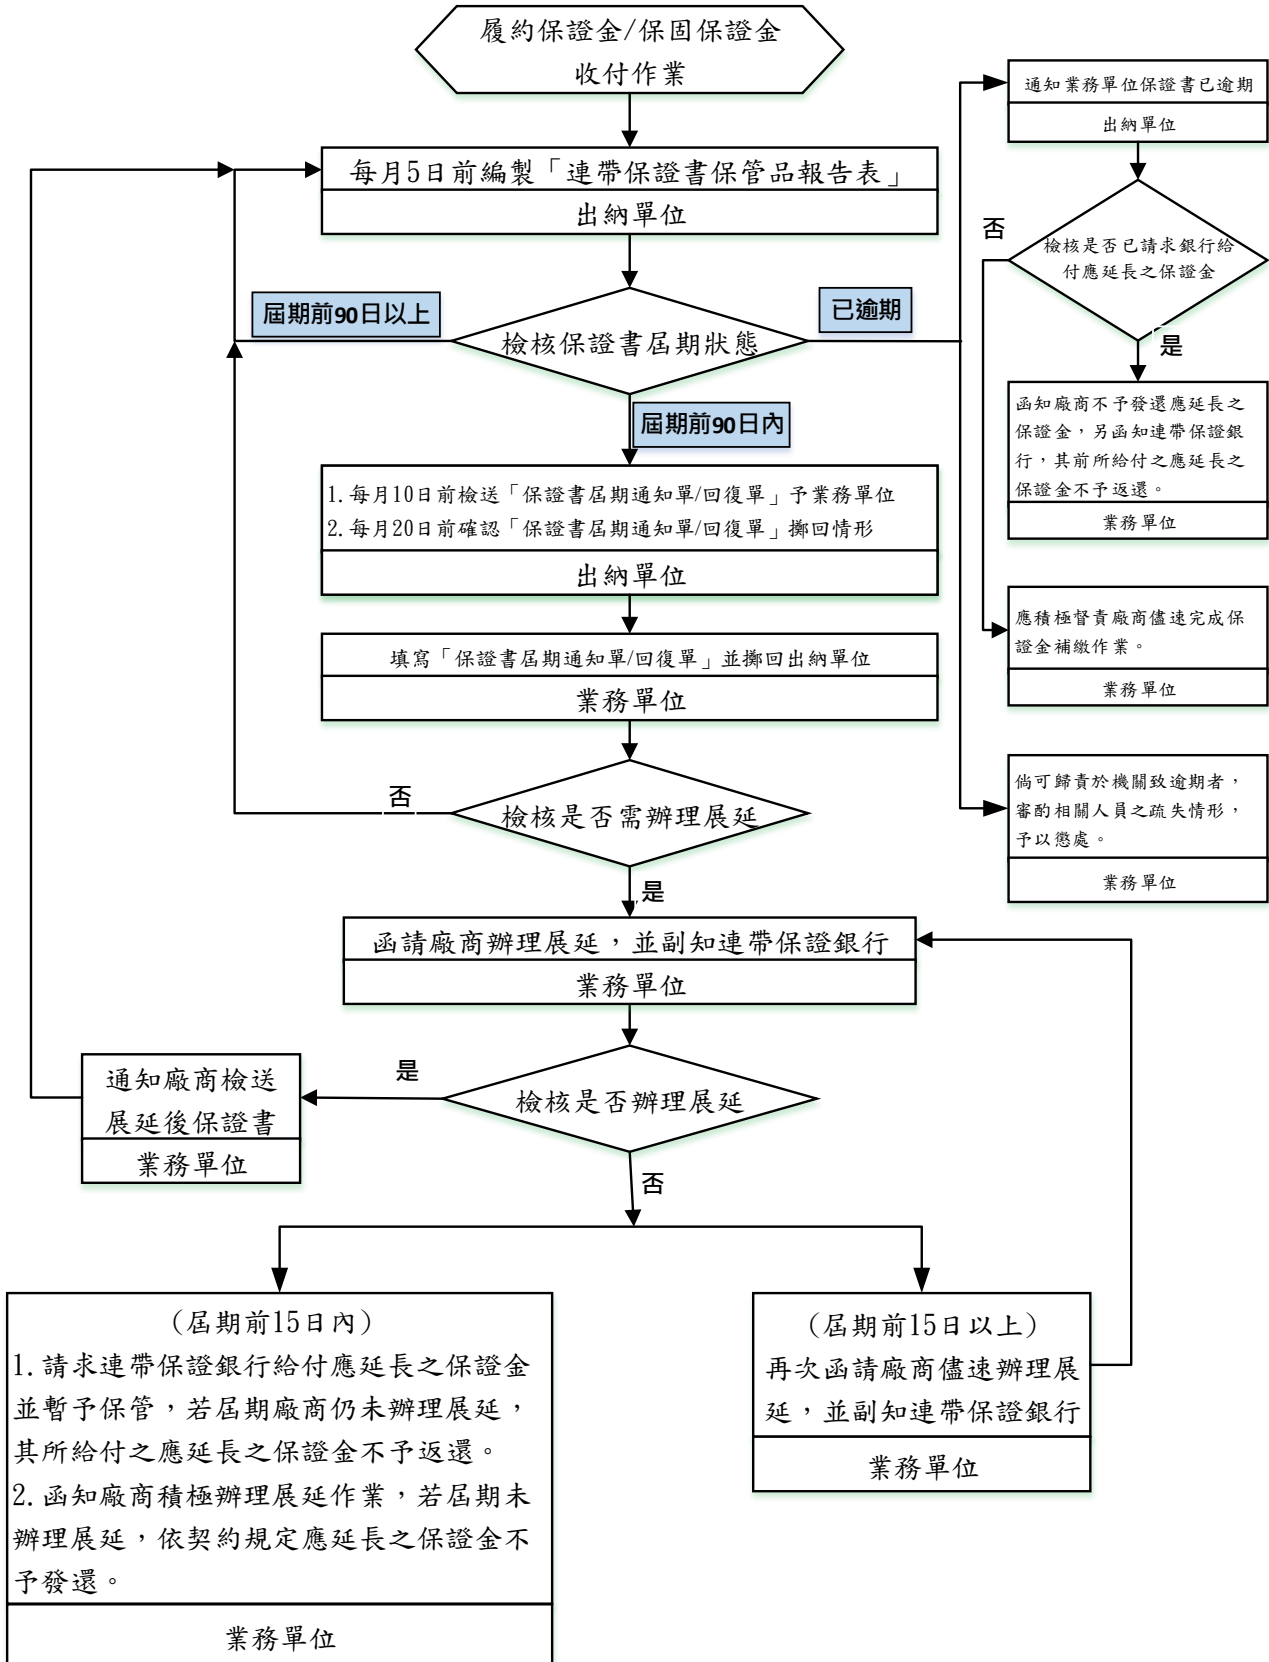 履約保證金/保固保證金
收付作業
每月5日前編製「連帶保證書保管品報告表」
出納單位
屆期前90日以上
已逾期
檢核保證書屆期狀態
屆期前90日內
1.每月10日前檢送「保證書屆期通知單/回復單」予業務單位
2.每月20日前確認「保證書屆期通知單/回復單」擲回情形
出納單位
填寫「保證書屆期通知單/回復單」並擲回出納單位
業務單位
否
檢核是否需辦理展延
是
函請廠商辦理展延，並副知連帶保證銀行
業務單位
檢核是否辦理展延
是
通知廠商檢送
展延後保證書
業務單位
否
（屆期前15日內）
1.請求連帶保證銀行給付應延長之保證金
並暫予保管，若屆期廠商仍未辦理展延，
其所給付之應延長之保證金不予返還。
2.函知廠商積極辦理展延作業，若屆期未
辦理展延，依契約規定應延長之保證金不
予發還。
業務單位
（屆期前15日以上）
再次函請廠商儘速辦理展
延，並副知連帶保證銀行
業務單位
通知業務單位保證書已逾期
出納單位
否
檢核是否已請求銀行給
付應延長之保證金
是
函知廠商不予發還應延長之
保證金，另函知連帶保證銀
行，其前所給付之應延長之
保證金不予返還。
業務單位
應積極督責廠商儘速完成保
證金補繳作業。
業務單位
倘可歸責於機關致逾期者，
審酌相關人員之疏失情形，
予以懲處。
業務單位